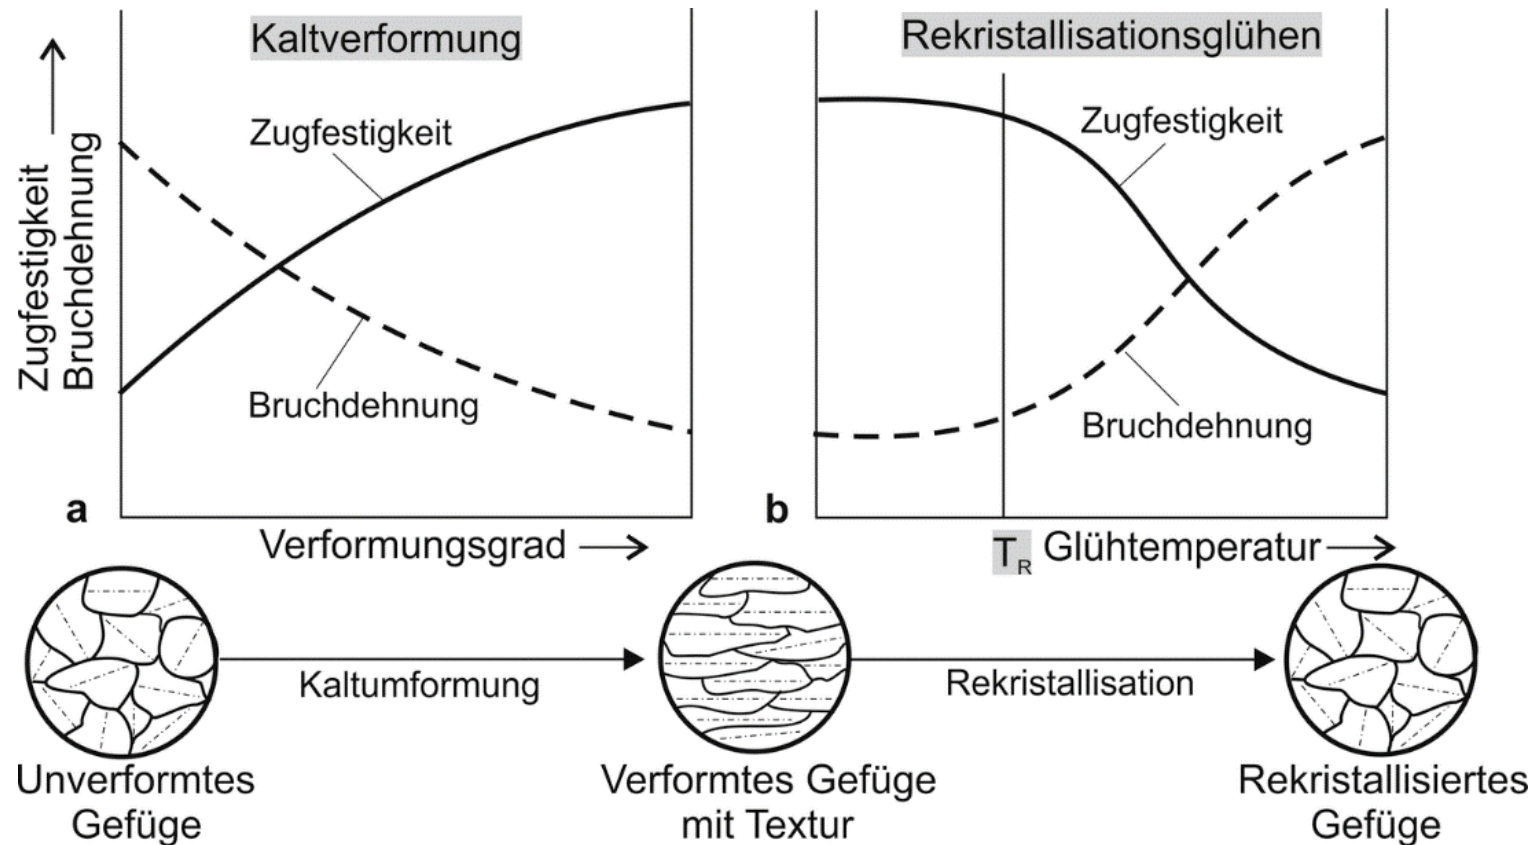 Kaltverformung
Rekristallisationsglühen
Zugfestigkeit
Bruchdehnung
Zugfestigkeit
Bruchdehnung
Zugfestigkeit
Bruchdehnung
a
b
Verformungsgrad
TR Glühtemperatur
Kaltumformung
Rekristallisation
Unverformtes
Gefüge
Verformtes Gefüge
mit Textur
Rekristallisiertes
Gefüge